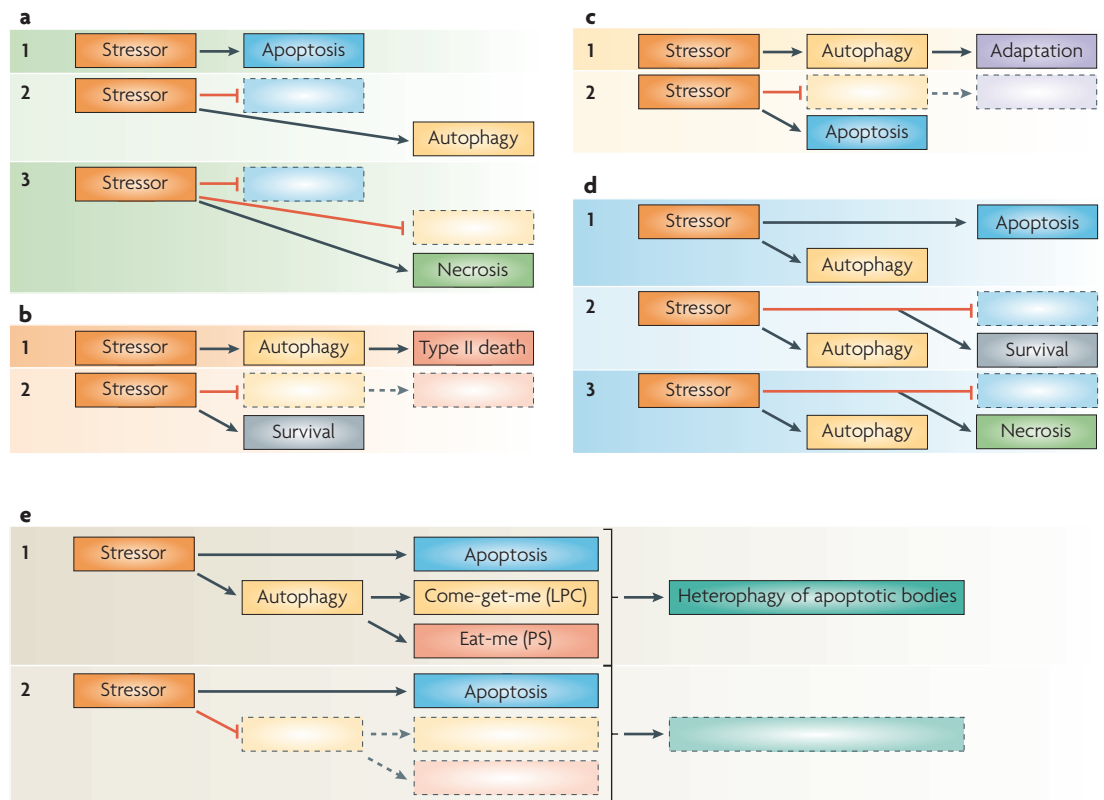 a
1 Stressor Apoptosis
2 Stressor
Autophagy
3 Stressor
Necrosis
b
1 Stressor Autophagy Type II death
2 Stressor
Survival
c
1 Stressor Autophagy Adaptation
2 Stressor
Apoptosis
d
1 Stressor Apoptosis
Autophagy
2 Stressor
Autophagy Survival
3 Stressor
Autophagy Necrosis
e
1 Stressor Apoptosis
Autophagy Come-get-me (LPC) Heterophagy of apoptotic bodies
Eat-me (PS)
2 Stressor Apoptosis